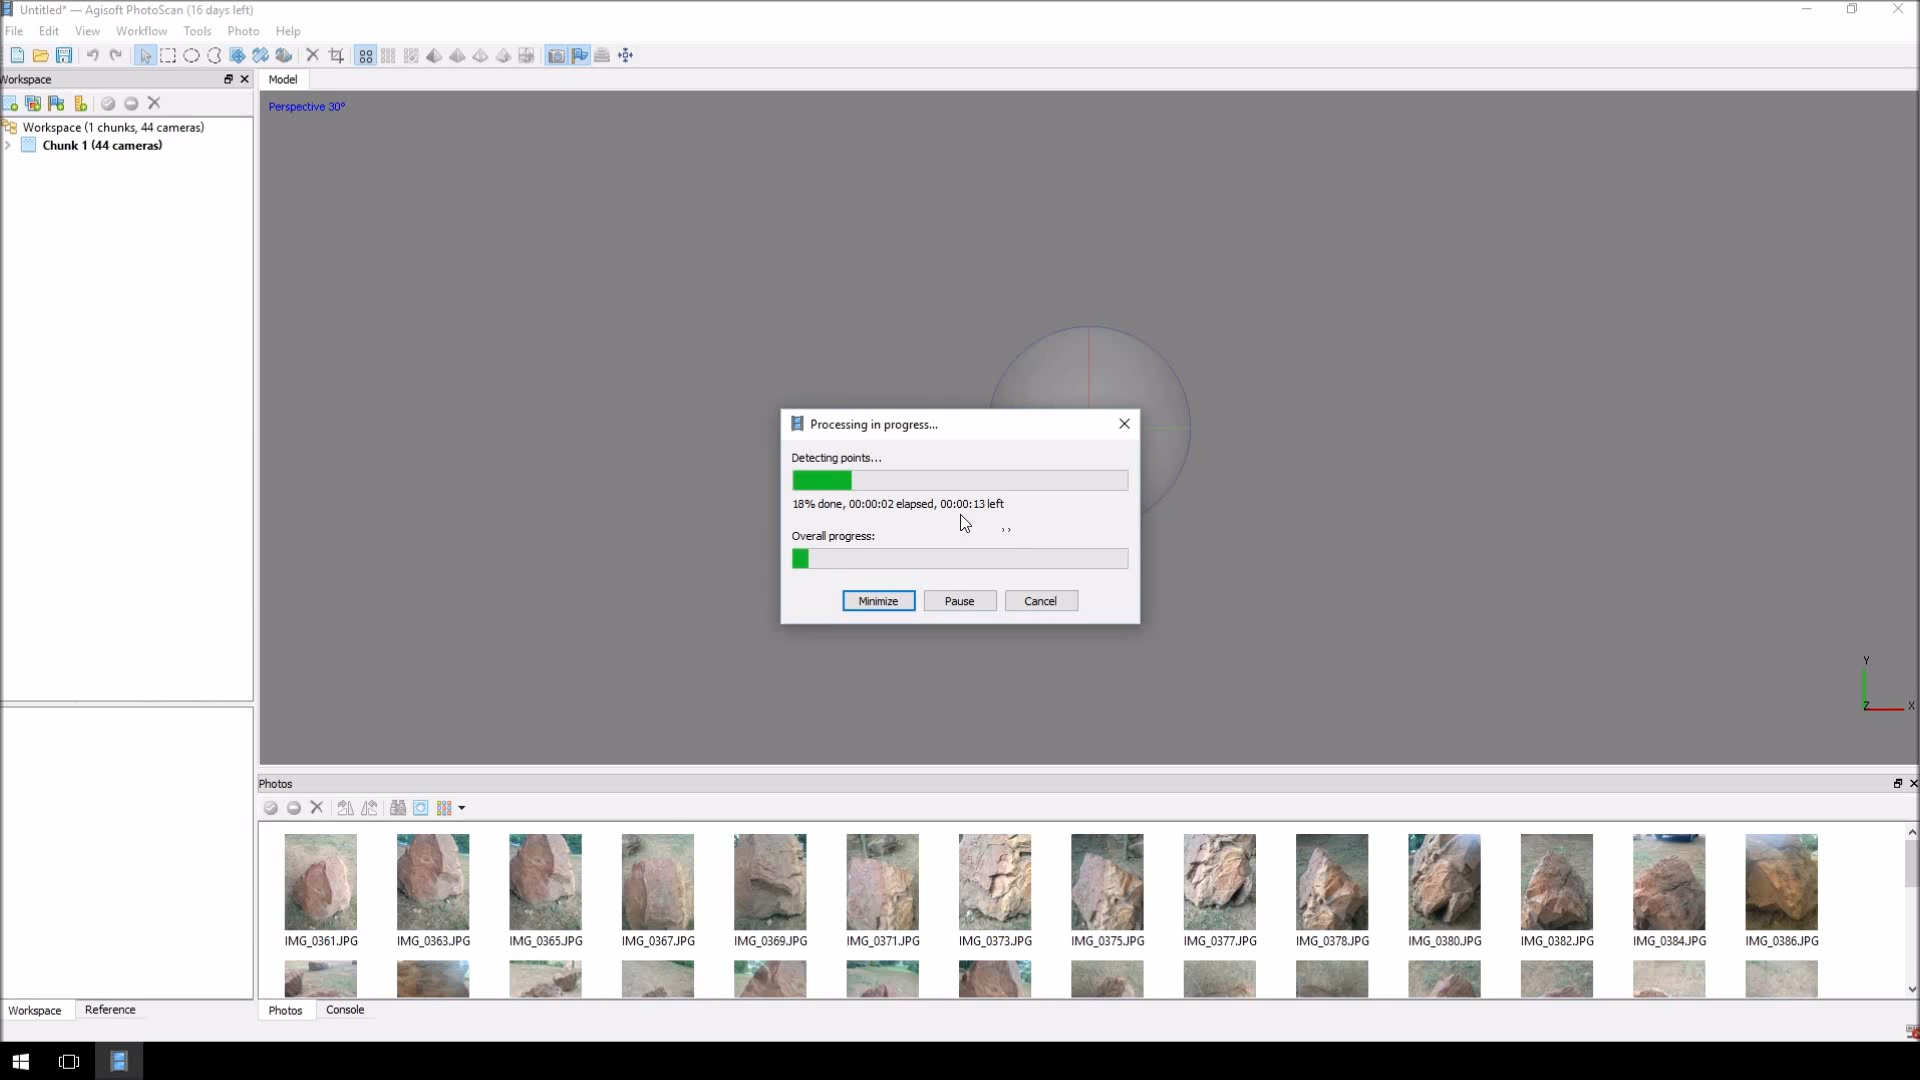 Untitled* — Agisoft PhotoScan (16 days left)
File Edit View Workflow Tools Photo Help
Workspace
Model
Perspective 30°
Workspace (1 chunks, 44 cameras)
Chunk 1 (44 cameras)
Processing in progress...
Detecting points...
18% done, 00:00:02 elapsed, 00:00:13 left
Overall progress:
Minimize Pause Cancel
Y
Z X
Photos
IMG_0361.JPG IMG_0363.JPG IMG_0365.JPG IMG_0367.JPG IMG_0369.JPG IMG_0371.JPG IMG_0373.JPG IMG_0375.JPG IMG_0377.JPG IMG_0378.JPG IMG_0380.JPG IMG_0382.JPG IMG_0384.JPG IMG_0386.JPG
Workspace Reference
Photos Console